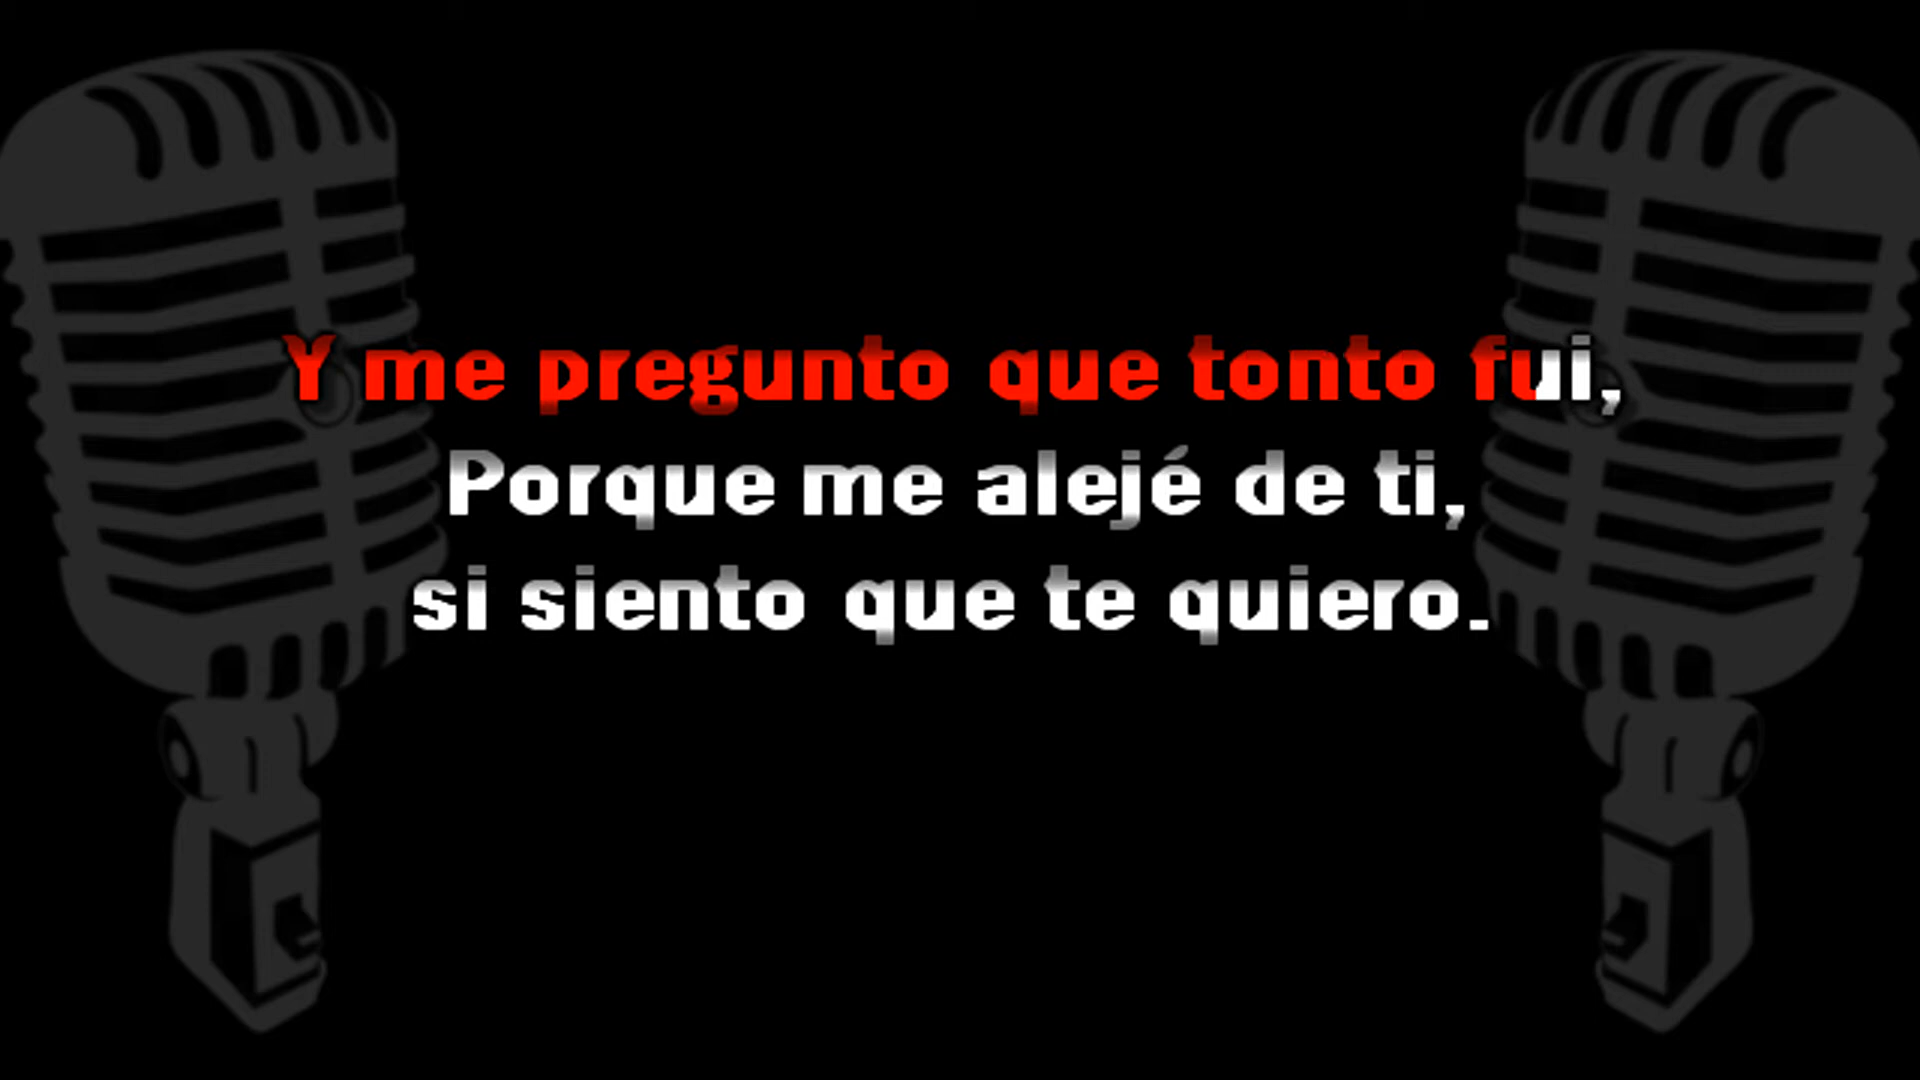 Y me pregunto que tonto fui,
Porque me alejé de ti,
si siento que te quiero.